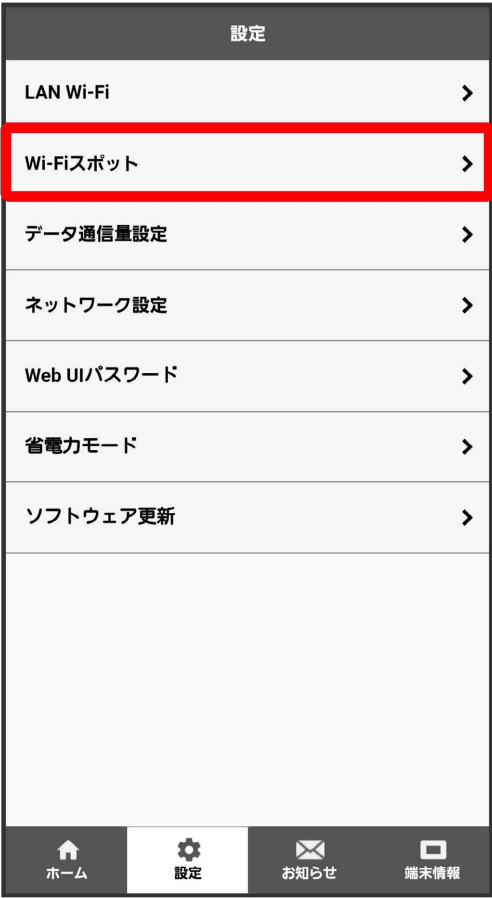 設定
LAN Wi-Fi
Wi-Fiスポット
データ通信量設定
ネットワーク設定
Web UIパスワード
省電力モード
ソフトウェア更新
ホーム
設定
お知らせ
端末情報